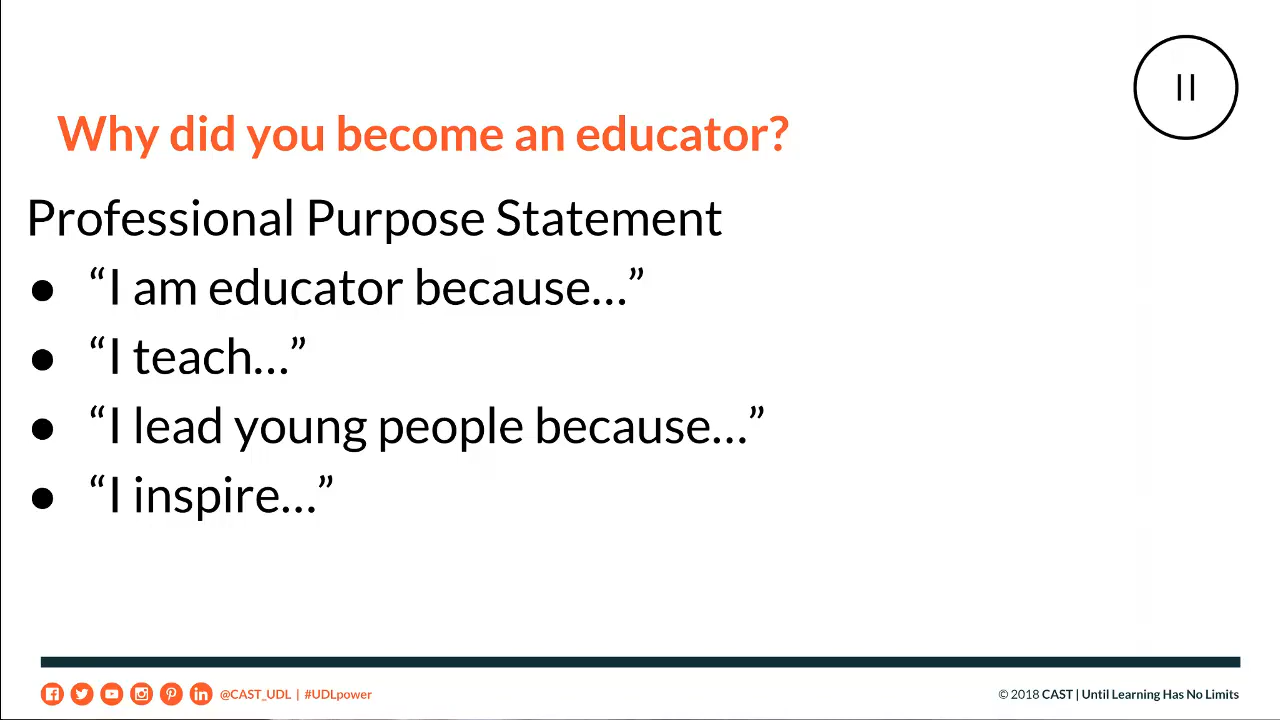 Why did you become an educator?
Professional Purpose Statement
● “I am educator because...”
● “I teach...”
● “I lead young people because...”
● “I inspire...”
@CAST_UDL | #UDLpower
© 2018 CAST | Until Learning Has No Limits